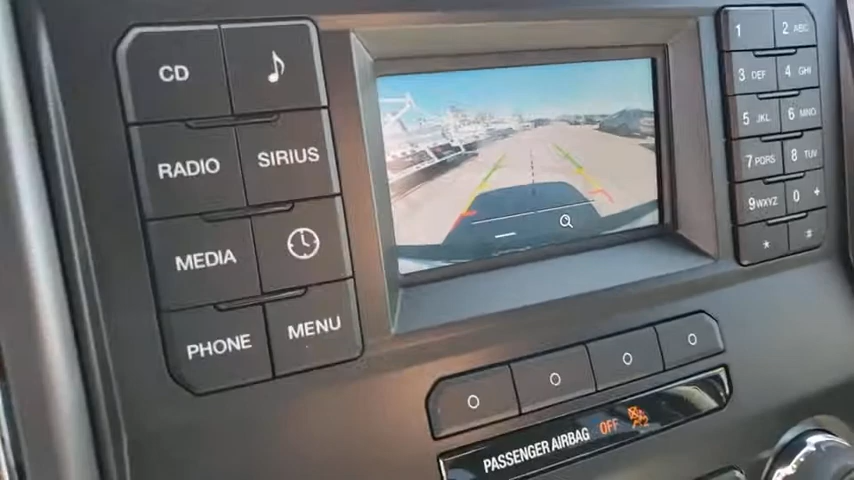 CD
RADIO
SIRIUS
MEDIA
PHONE
MENU
1
2 ABC
3 DEF
4 GHI
5 JKL
6 MNO
7 PQRS
8 TUV
9 WXYZ
0 +
*
#
PASSENGER AIRBAG OFF